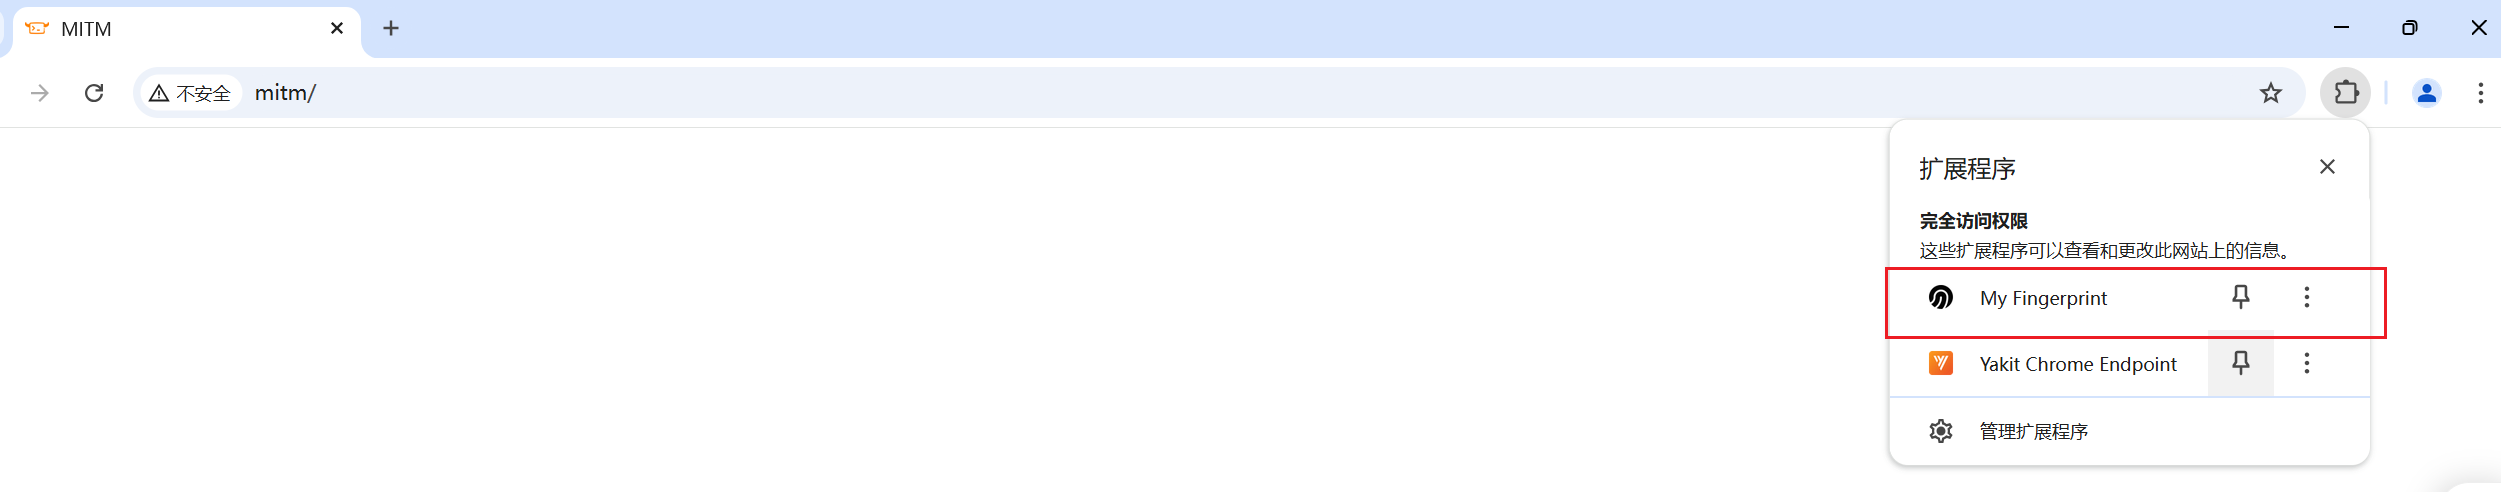 MITM
不安全
mitm/
扩展程序
完全访问权限
这些扩展程序可以查看和更改此网站上的信息。
My Fingerprint
Yakit Chrome Endpoint
管理扩展程序